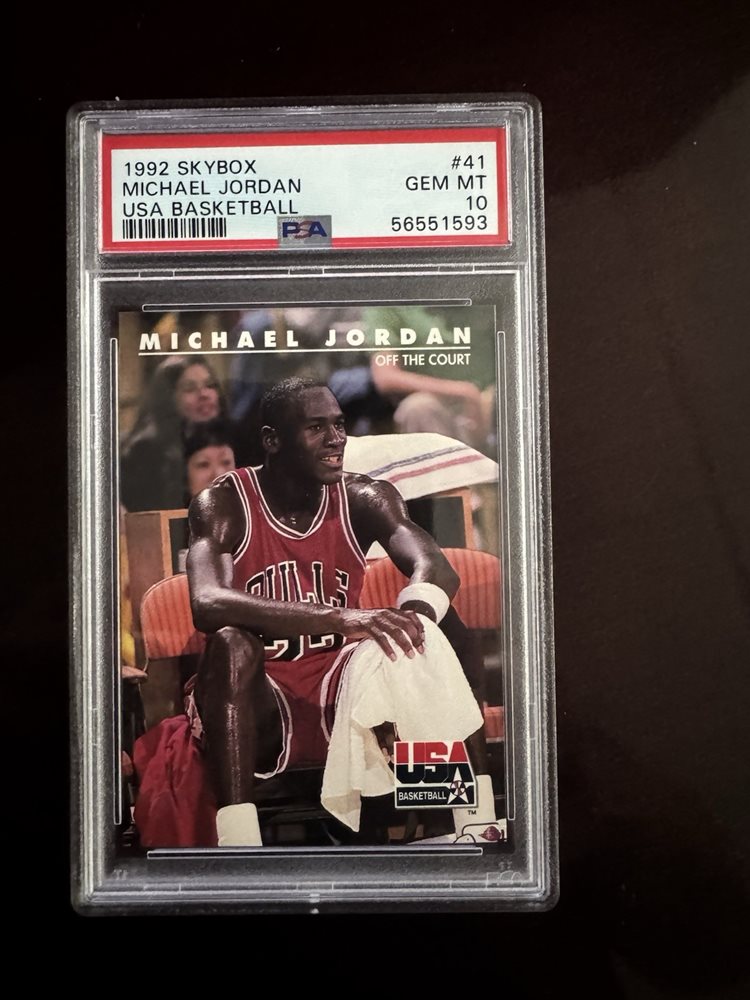 1992 SKYBOX #41
MICHAEL JORDAN GEM MT
USA BASKETBALL 10
PSA 56551593
MICHAEL JORDAN
OFF THE COURT
BULLS
USA
BASKETBALL
TM